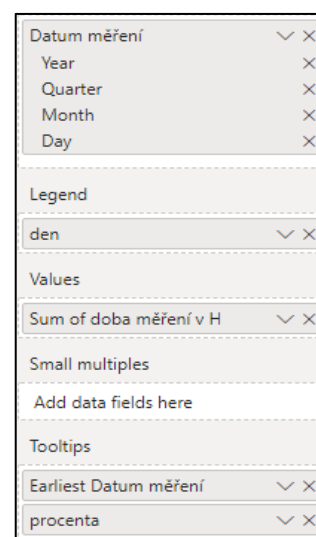 Datum měření
Year
Quarter
Month
Day
Legend
den
Values
Sum of doba měření v H
Small multiples
Add data fields here
Tooltips
Earliest Datum měření
procenta